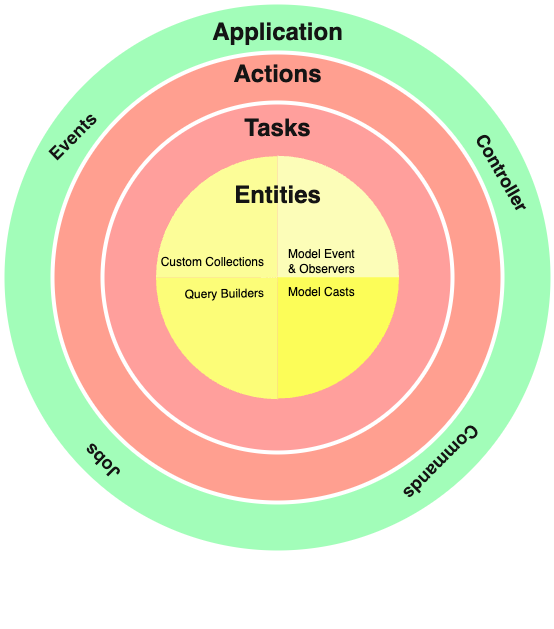 Application
Actions
Tasks
Events
Controller
Entities
Custom Collections
Model Event
& Observers
Query Builders
Model Casts
Jobs
Commands